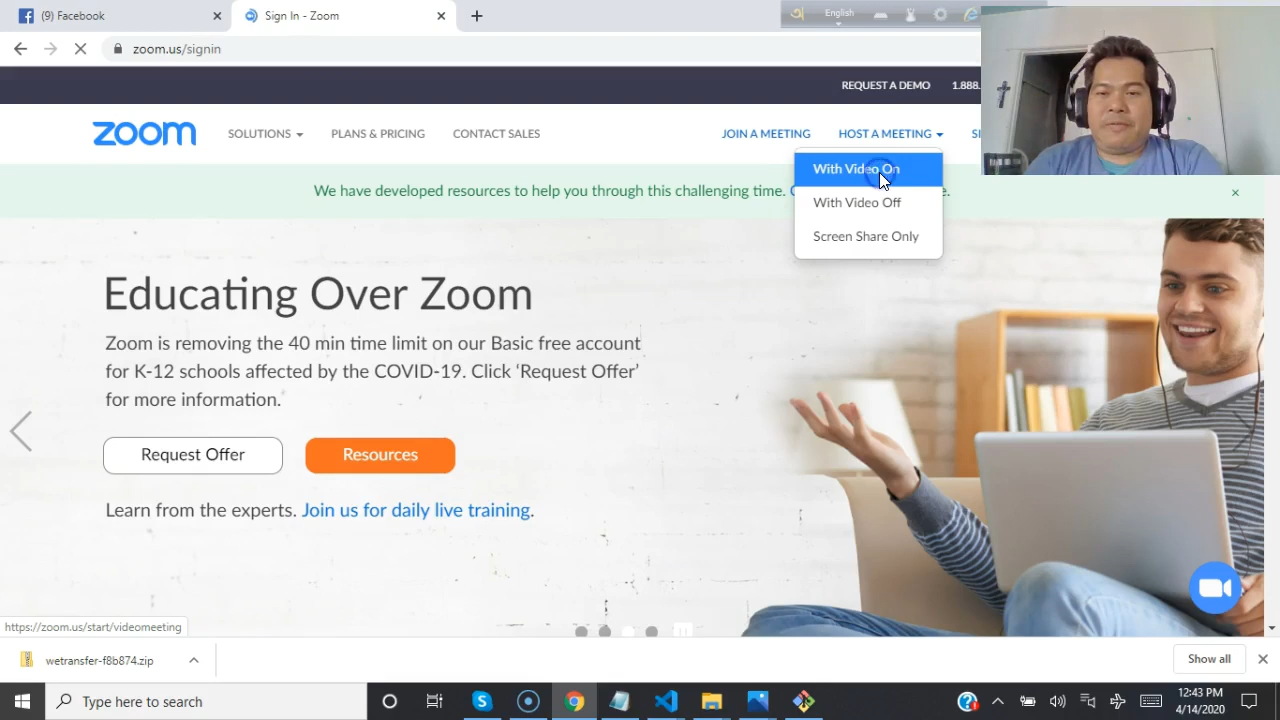 (9) Facebook
Sign In - Zoom
English
zoom.us/signin
REQUEST A DEMO 1.888.
zoom SOLUTIONS PLANS & PRICING CONTACT SALES JOIN A MEETING HOST A MEETING
With Video On
With Video Off
Screen Share Only
We have developed resources to help you through this challenging time.
Educating Over Zoom
Zoom is removing the 40 min time limit on our Basic free account
for K-12 schools affected by the COVID-19. Click ‘Request Offer’
for more information.
Request Offer
Resources
Learn from the experts. Join us for daily live training.
https://zoom.us/start/videomeeting
wetransfer-f8b874.zip
Show all
Type here to search
12:43 PM
4/14/2020